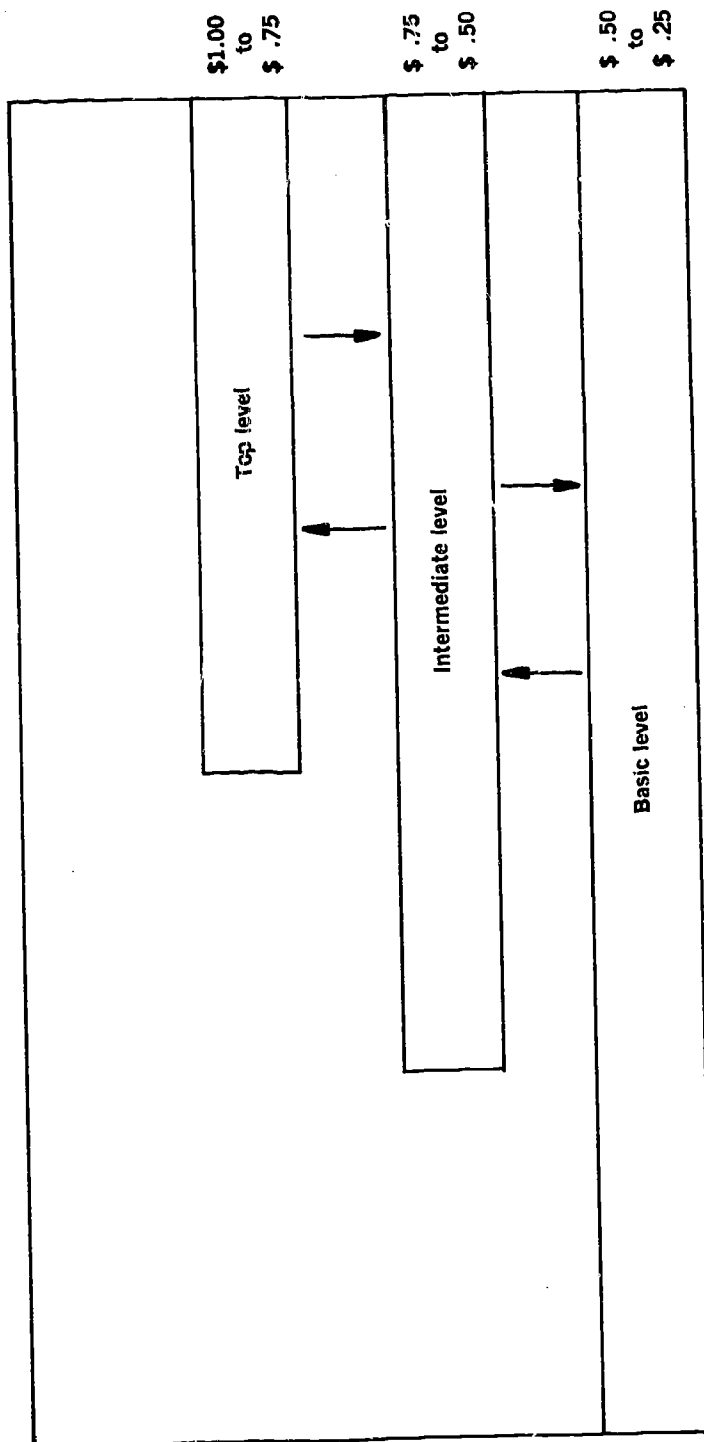 $1.00
to
$ .75
Top level
$ .75
to
$ .50
Intermediate level
$ .50
to
$ .25
Basic level